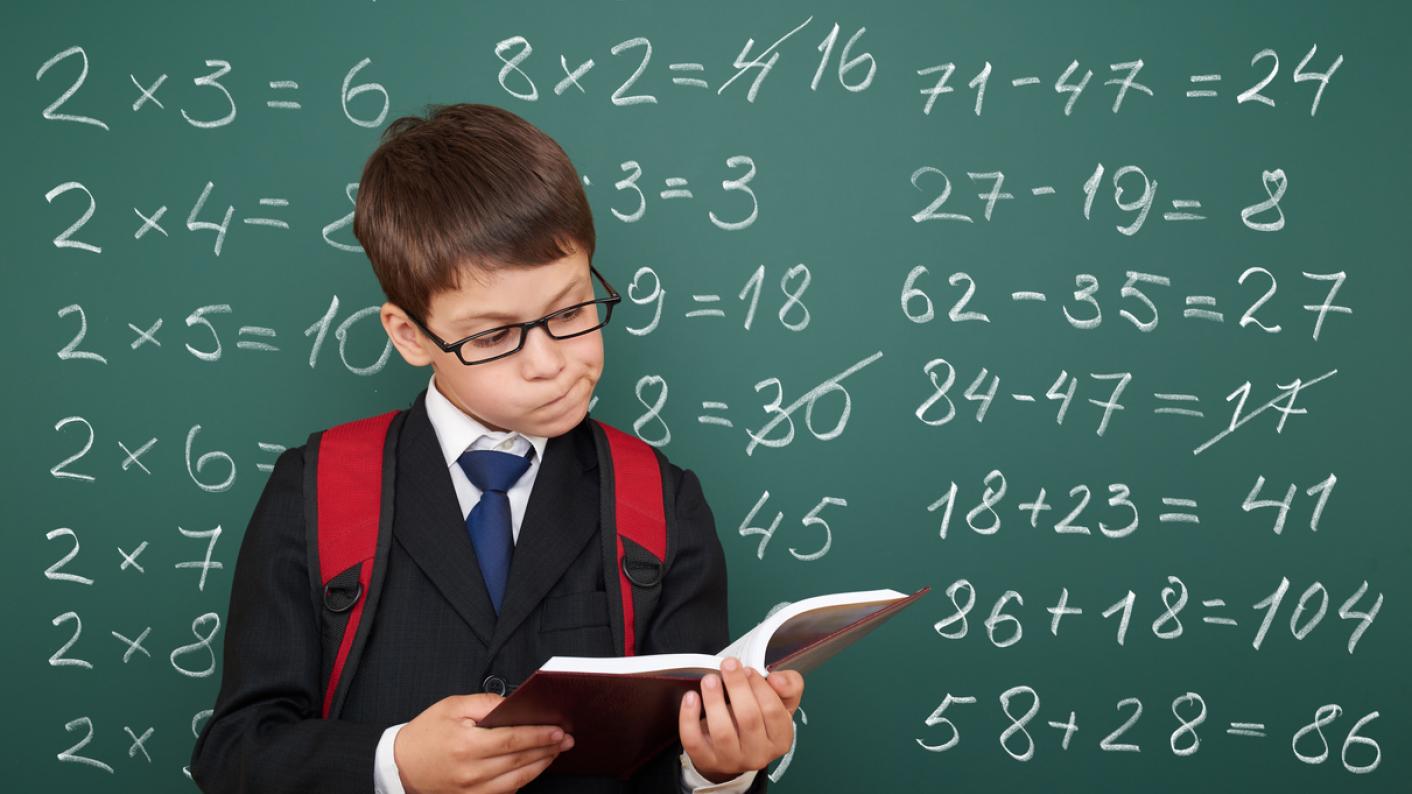 2 × 3 = 6
2 × 4 =
2 × 5 = 10
2 × 6 =
2 × 7
2 × 8
2 ×
8 × 2 = 4 16
3 = 3
9 = 18
8 = 30
45
71 - 47 = 24
27 - 19 = 8
62 - 35 = 27
84 - 47 = 17
18 + 23 = 41
86 + 18 = 104
58 + 28 = 86